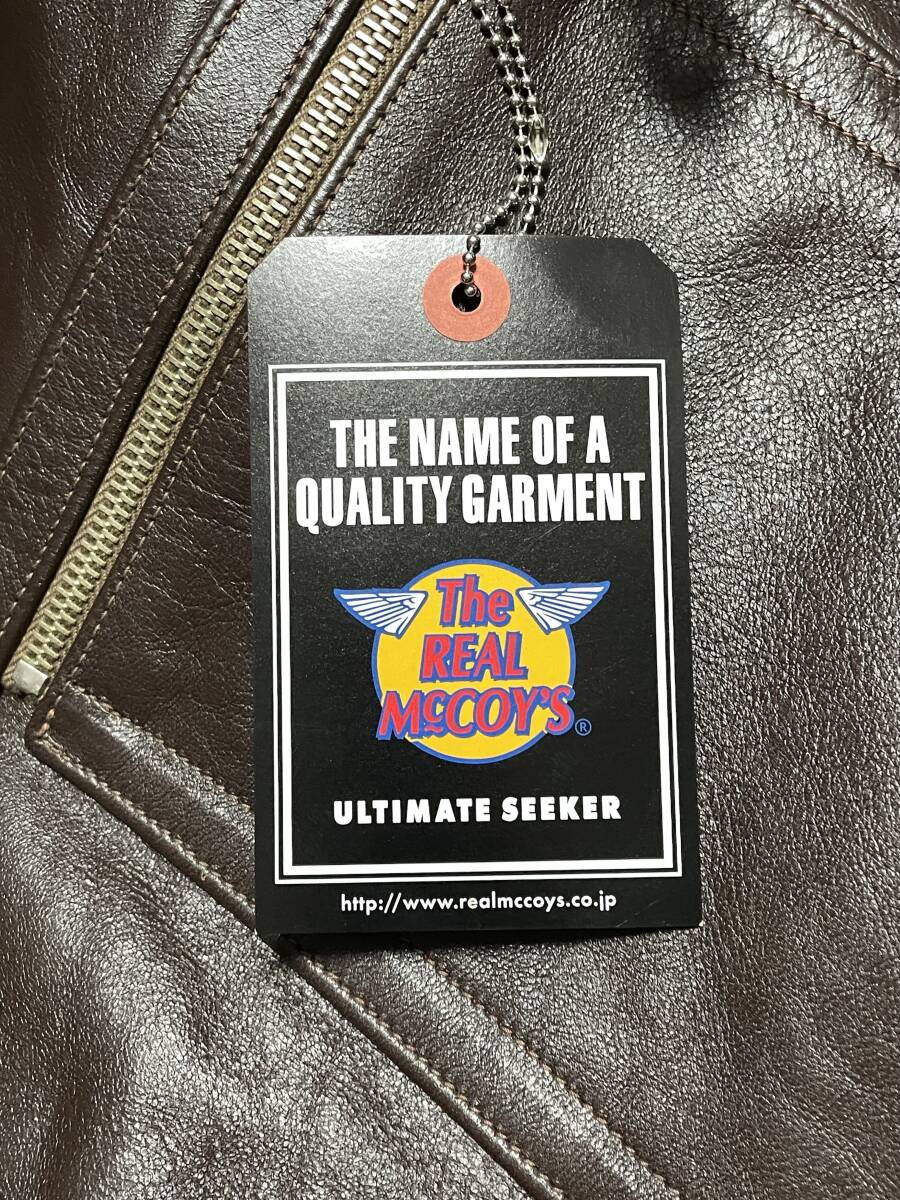 THE NAME OF A
QUALITY GARMENT
The
REAL
McCOY'S®
ULTIMATE SEEKER
http://www.realmccoys.co.jp